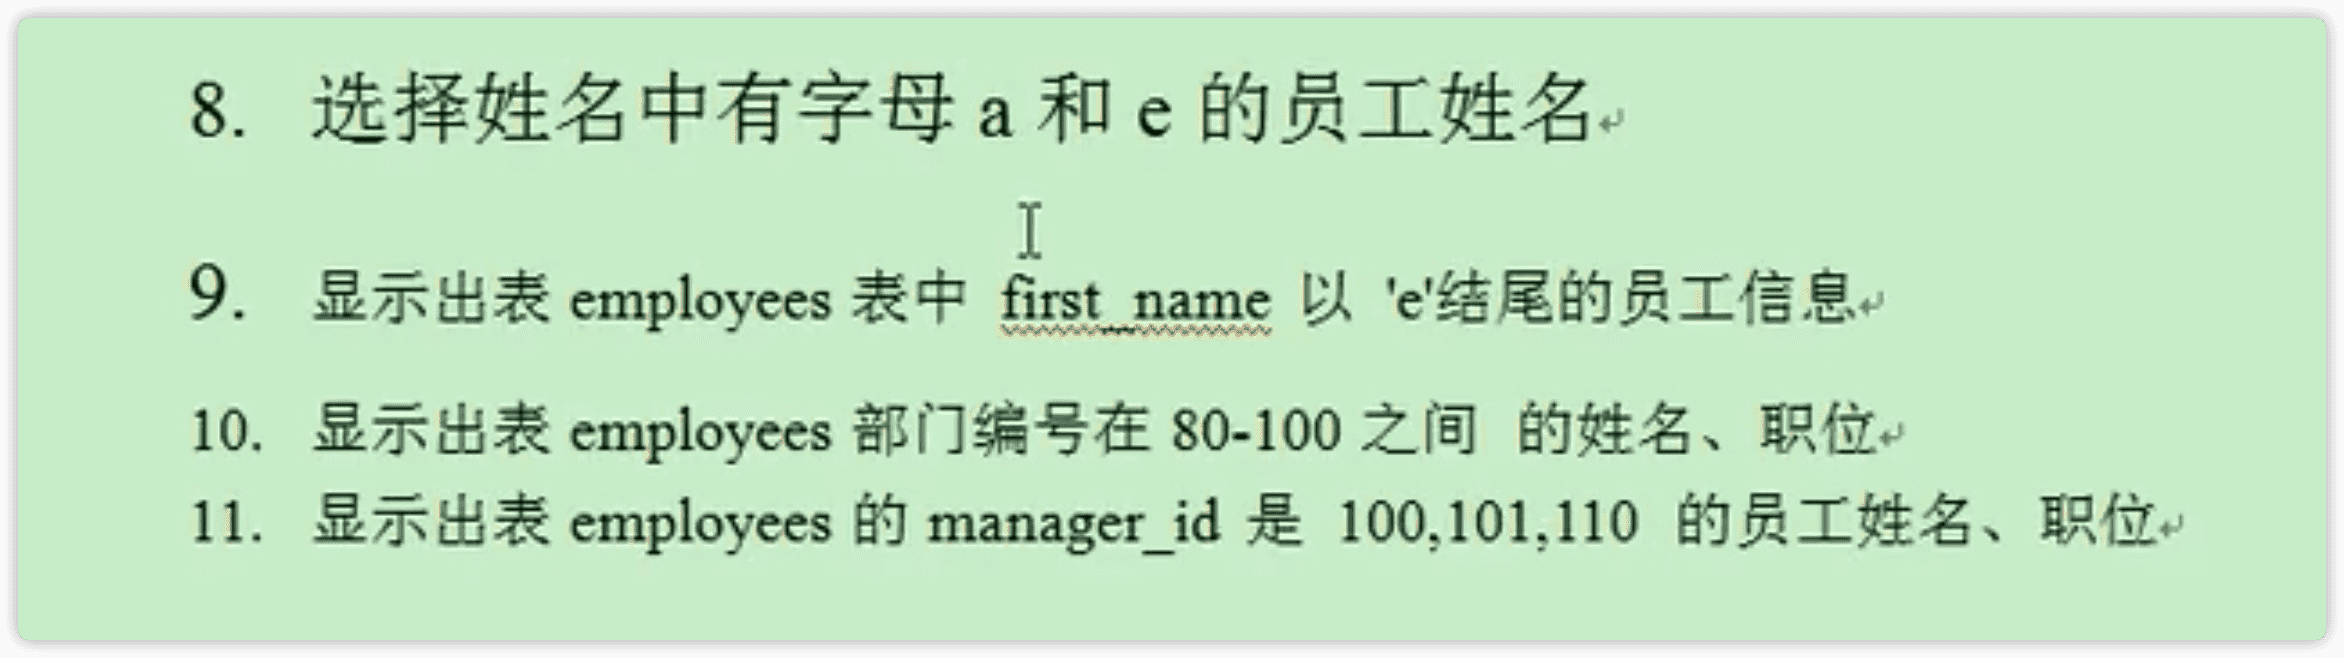 8. 选择姓名中有字母 a 和 e 的员工姓名
9. 显示出表 employees 表中 first_name 以 'e'结尾的员工信息
10. 显示出表 employees 部门编号在 80-100 之间 的姓名、职位
11. 显示出表 employees 的 manager_id 是 100,101,110 的员工姓名、职位